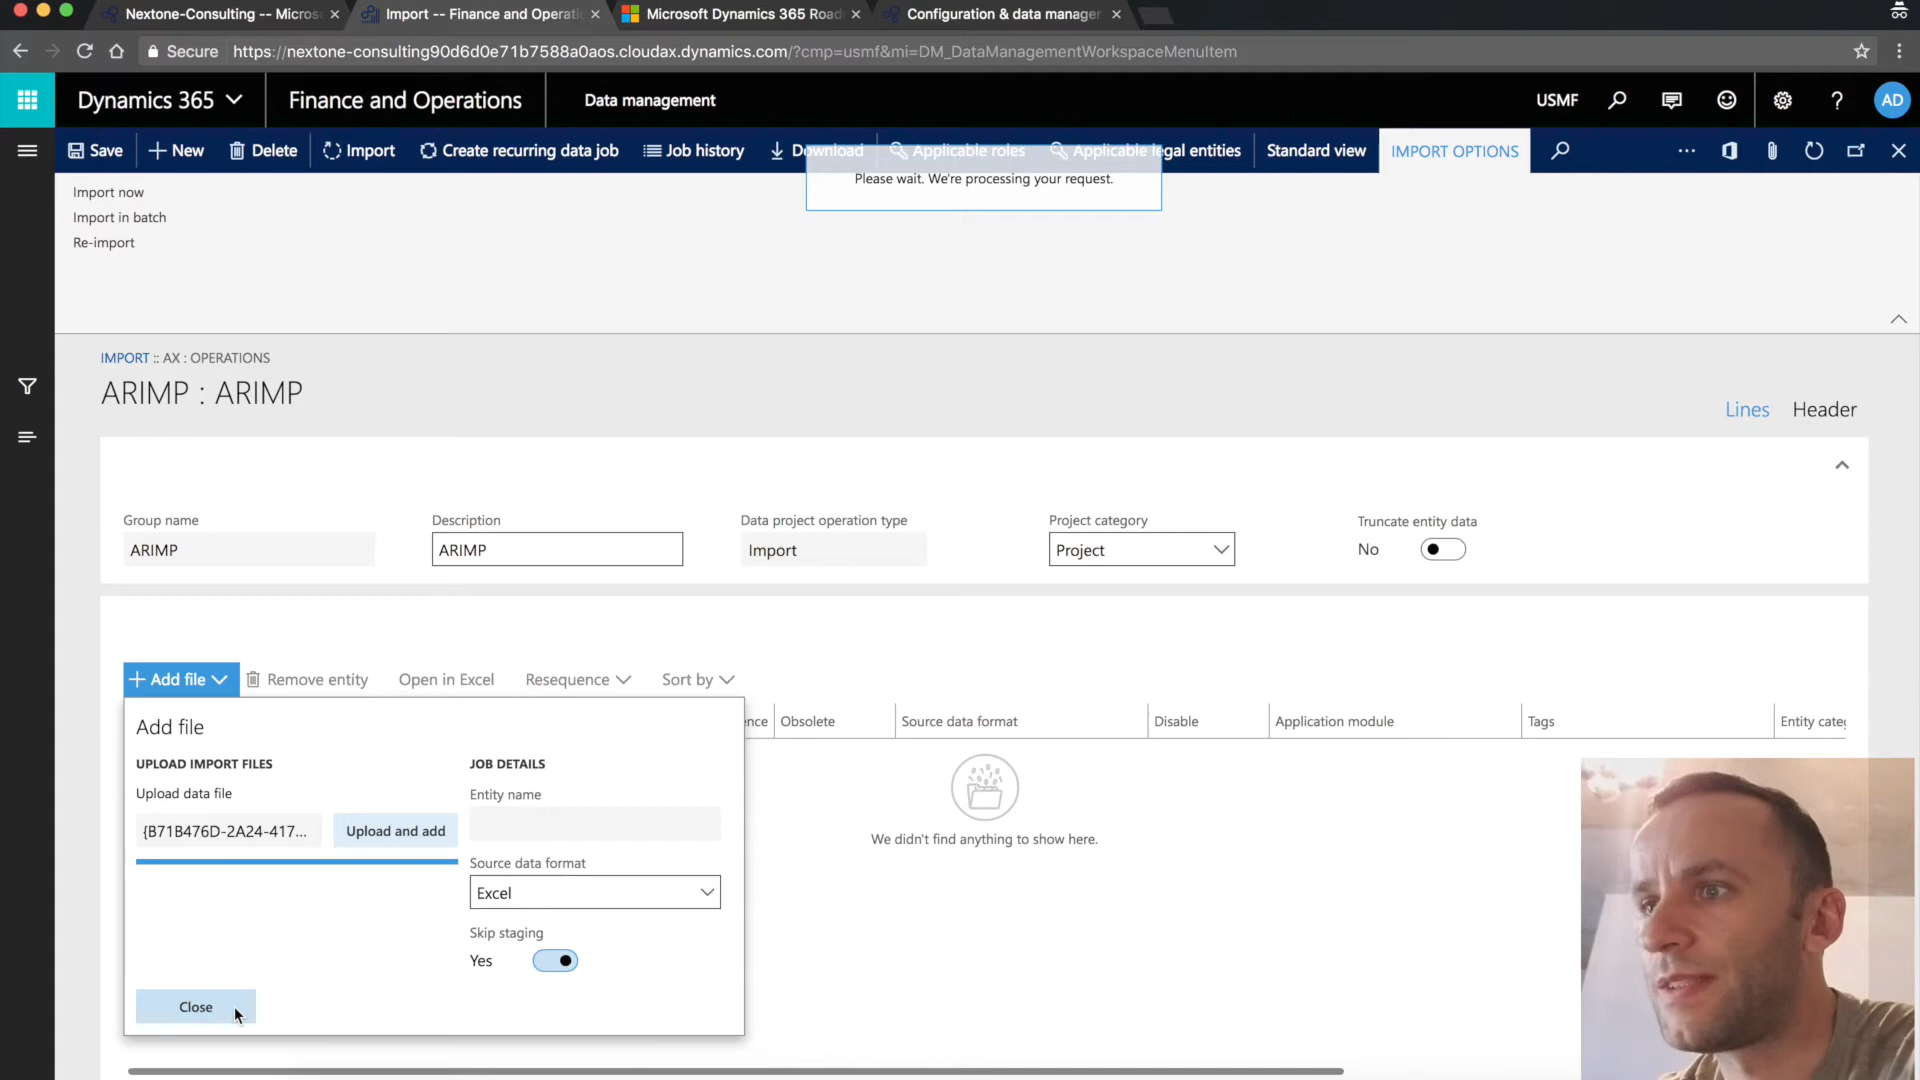 Nextone-Consulting -- Micros
Import -- Finance and Operati
Microsoft Dynamics 365 Road
Configuration & data manager
Secure
https://nextone-consulting90d6d0e71b7588a0aos.cloudax.dynamics.com/?cmp=usmf&mi=DM_DataManagementWorkspaceMenuItem
Dynamics 365
Finance and Operations
Data management
USMF
?
AD
Save
New
Delete
Import
Create recurring data job
Job history
Download
Applicable roles
Applicable legal entities
Standard view
IMPORT OPTIONS
Please wait. We're processing your request.
Import now
Import in batch
Re-import
IMPORT :: AX : OPERATIONS
ARIMP : ARIMP
Lines
Header
Group name
ARIMP
Description
ARIMP
Data project operation type
Import
Project category
Project
Truncate entity data
No
Add file
Remove entity
Open in Excel
Resequence
Sort by
ence
Obsolete
Source data format
Disable
Application module
Tags
Entity categ
We didn't find anything to show here.
Add file
UPLOAD IMPORT FILES
Upload data file
{B71B476D-2A24-417...
Upload and add
JOB DETAILS
Entity name
Source data format
Excel
Skip staging
Yes
Close